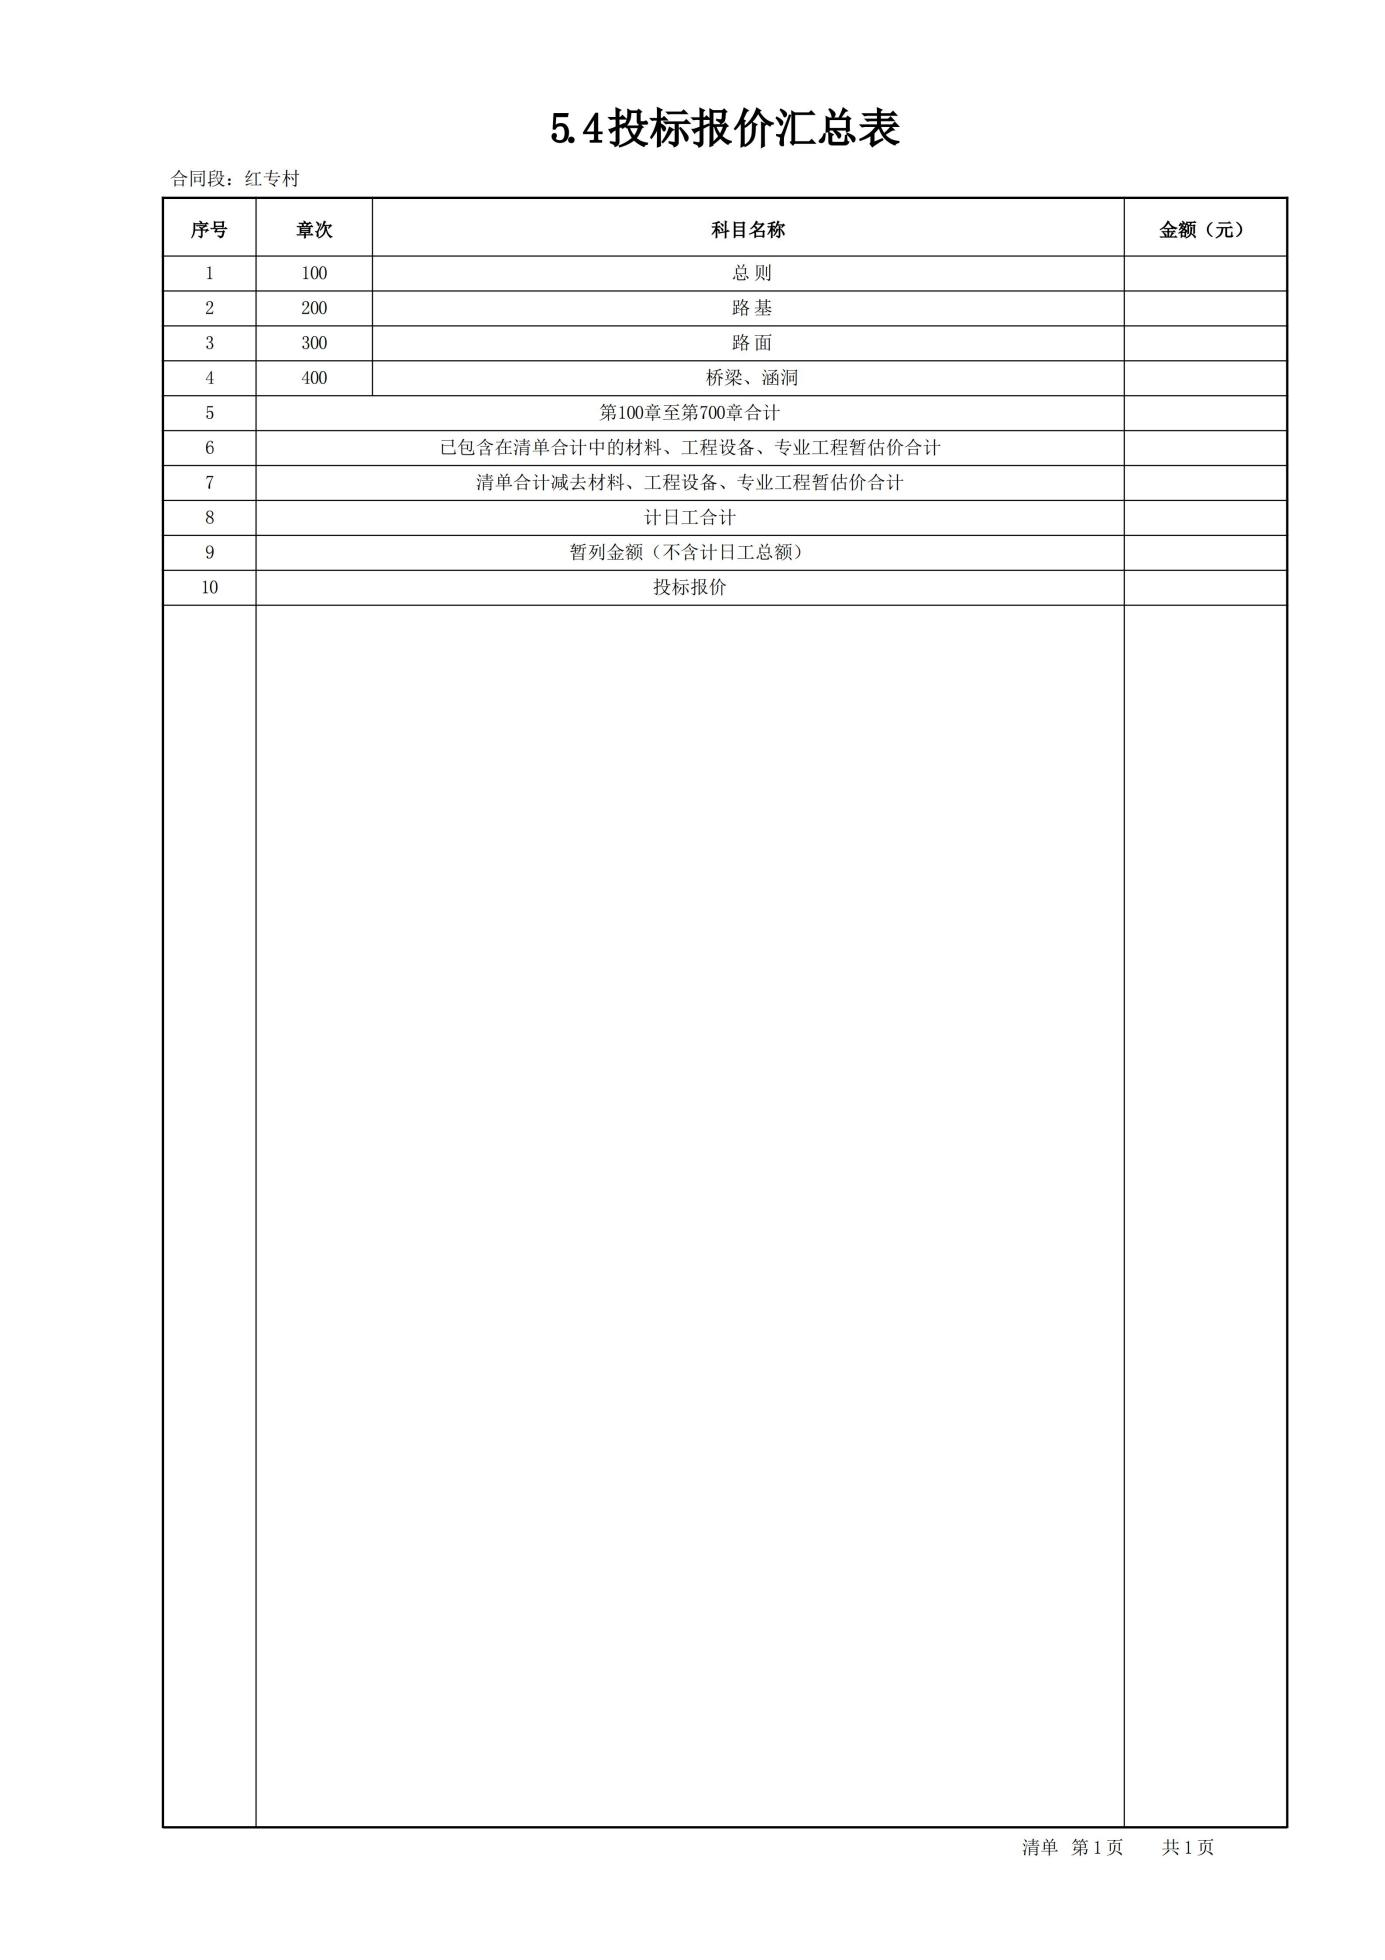 5.4投标报价汇总表
合同段：红专村
序号 章次 科目名称 金额（元）
1 100 总 则
2 200 路 基
3 300 路 面
4 400 桥梁、涵洞
5 第100章至第700章合计
6 已包含在清单合计中的材料、工程设备、专业工程暂估价合计
7 清单合计减去材料、工程设备、专业工程暂估价合计
8 计日工合计
9 暂列金额（不含计日工总额）
10 投标报价
清单 第1页 共1页